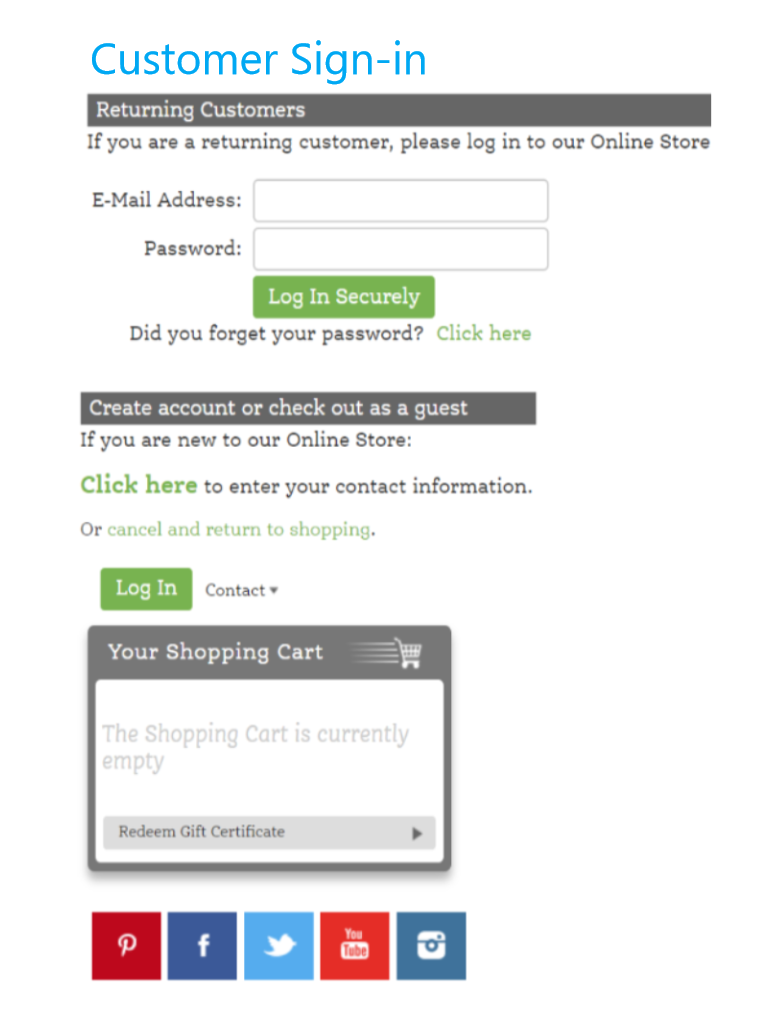 Customer Sign-in
Returning Customers
If you are a returning customer, please log in to our Online Store
E-Mail Address:
Password:
Log In Securely
Did you forget your password? Click here
Create account or check out as a guest
If you are new to our Online Store:
Click here to enter your contact information.
Or cancel and return to shopping.
Log In Contact
Your Shopping Cart
The Shopping Cart is currently
empty
Redeem Gift Certificate
You
Tube